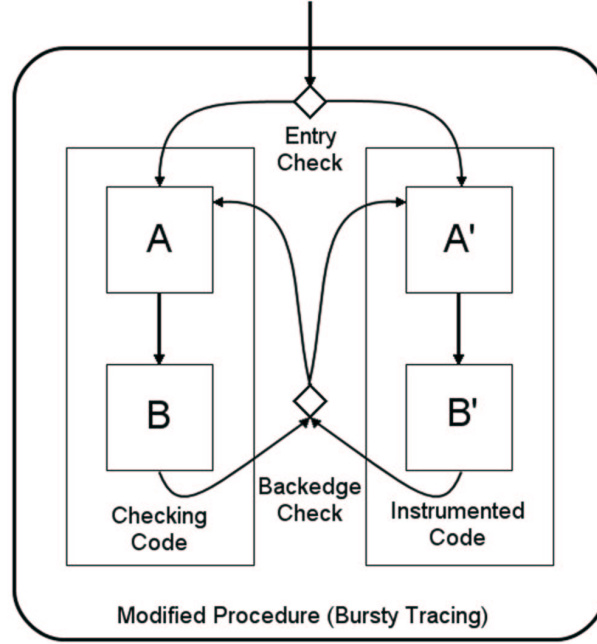 Entry
Check
A
A'
B
B'
Backedge
Check
Checking
Code
Instrumented
Code
Modified Procedure (Bursty Tracing)